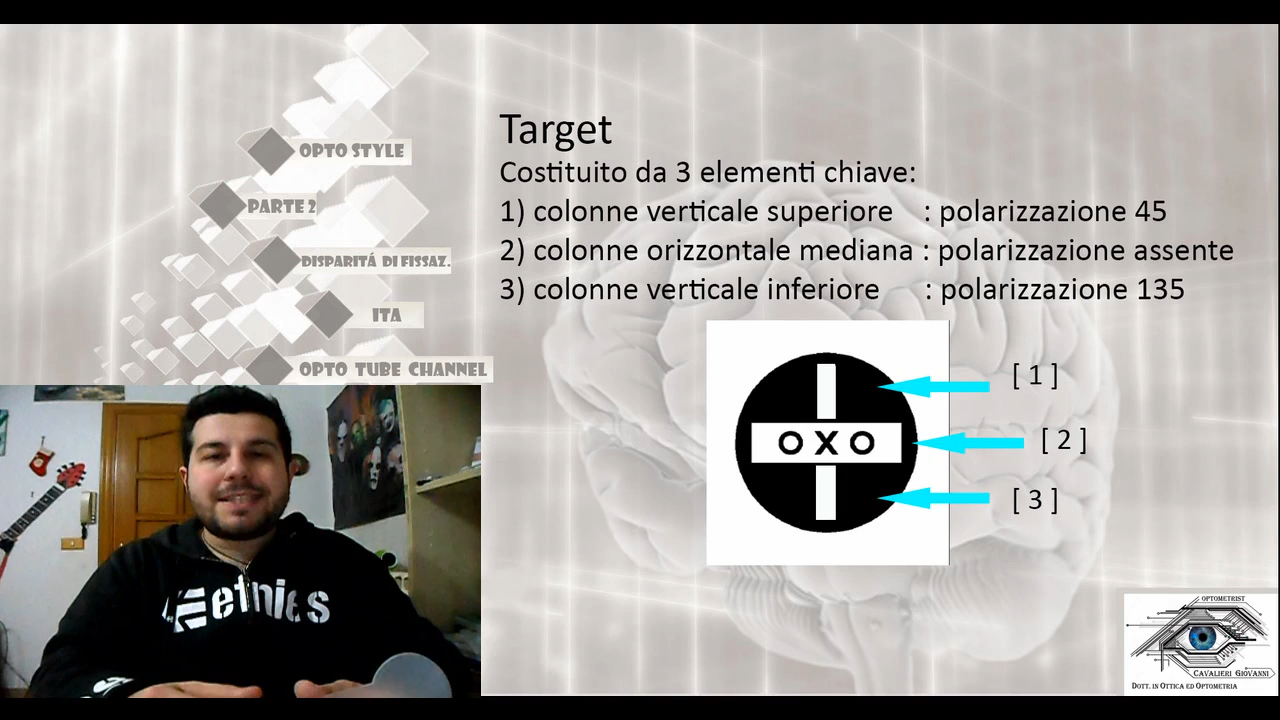 OPTO STYLE
PARTE 2
DISPARITÁ DI FISSAZ.
ITA
OPTO TUBE CHANNEL
Target
Costituito da 3 elementi chiave:
1) colonne verticale superiore : polarizzazione 45
2) colonne orizzontale mediana : polarizzazione assente
3) colonne verticale inferiore : polarizzazione 135
[ 1 ]
OXO
[ 2 ]
[ 3 ]
etnies
OPTOMETRIST
CAVALIERI GIOVANNI
DOTT. IN OTTICA ED OPTOMETRIA